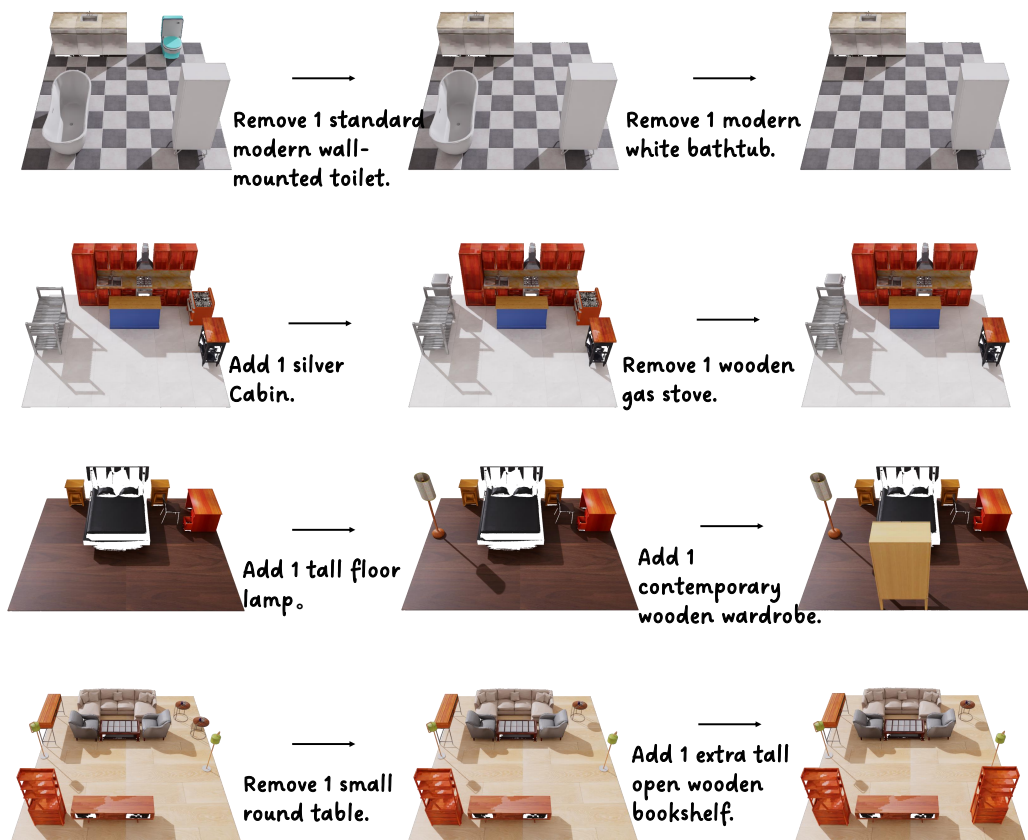 Remove 1 standard
modern wall-
mounted toilet.
Remove 1 modern
white bathtub.
Add 1 silver
Cabin.
Remove 1 wooden
gas stove.
Add 1 tall floor
lamp。
Add 1
contemporary
wooden wardrobe.
Remove 1 small
round table.
Add 1 extra tall
open wooden
bookshelf.